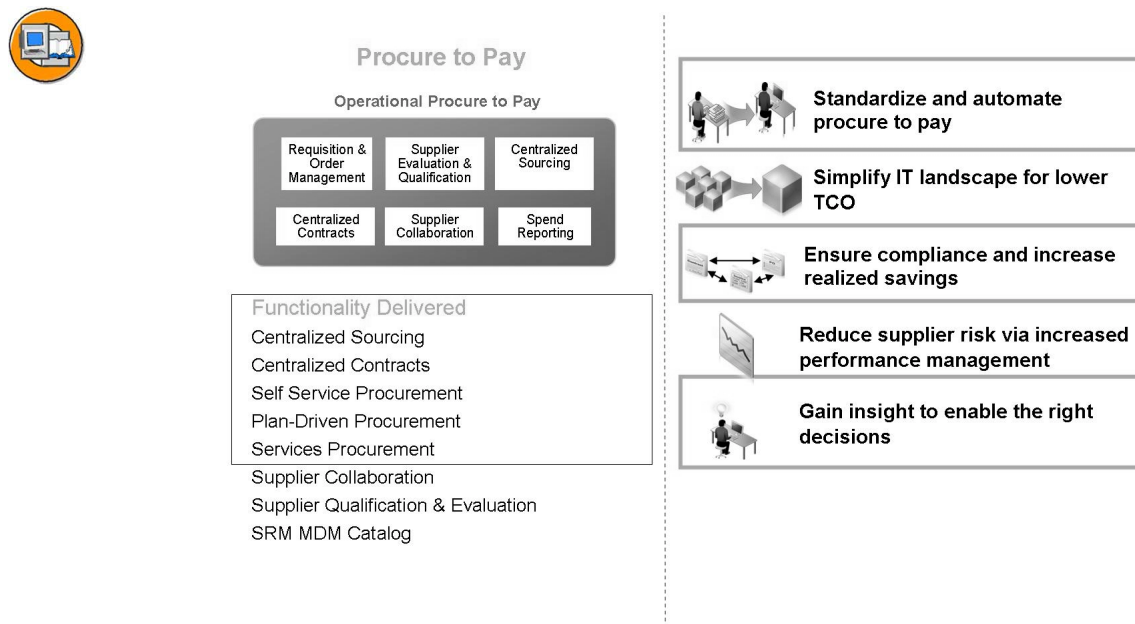 Procure to Pay
Operational Procure to Pay
Requisition &
Order
Management
Supplier
Evaluation &
Qualification
Centralized
Sourcing
Centralized
Contracts
Supplier
Collaboration
Spend
Reporting
Functionality Delivered
Centralized Sourcing
Centralized Contracts
Self Service Procurement
Plan-Driven Procurement
Services Procurement
Supplier Collaboration
Supplier Qualification & Evaluation
SRM MDM Catalog
Standardize and automate
procure to pay
Simplify IT landscape for lower
TCO
Ensure compliance and increase
realized savings
Reduce supplier risk via increased
performance management
Gain insight to enable the right
decisions